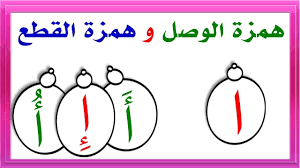 همزة الوصل و همزة القطع
ا أَ إِ أُ